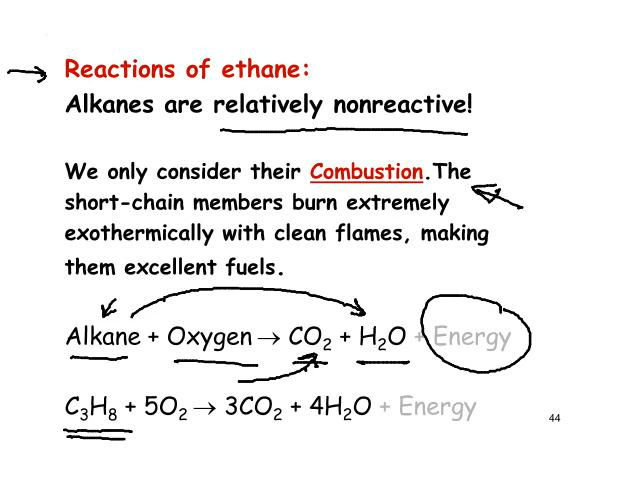 Reactions of ethane:
Alkanes are relatively nonreactive!
We only consider their Combustion.The
short-chain members burn extremely
exothermically with clean flames, making
them excellent fuels.
Alkane + Oxygen → CO₂ + H₂O + Energy
C₃H₈ + 5O₂ → 3CO₂ + 4H₂O + Energy
44